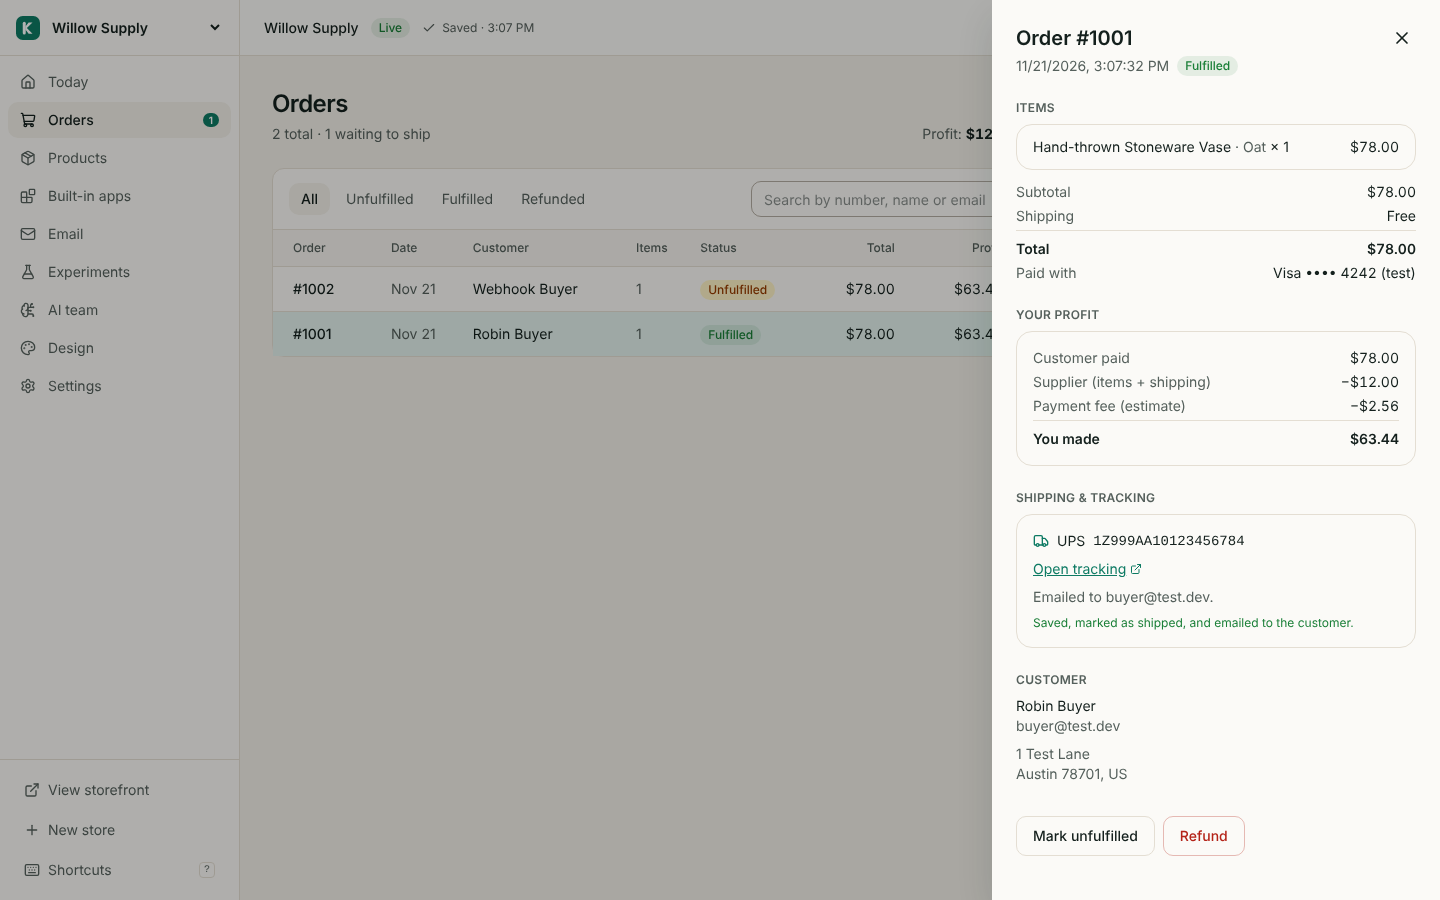 Willow Supply
Today
Orders 1
Products
Built-in apps
Email
Experiments
AI team
Design
Settings
View storefront
New store
Shortcuts ?
Willow Supply Live Saved · 3:07 PM
Orders
2 total · 1 waiting to ship Profit: $12
All Unfulfilled Fulfilled Refunded Search by number, name or email
Order Date Customer Items Status Total Pro
#1002 Nov 21 Webhook Buyer 1 Unfulfilled $78.00 $63.4
#1001 Nov 21 Robin Buyer 1 Fulfilled $78.00 $63.4
Order #1001
11/21/2026, 3:07:32 PM Fulfilled
ITEMS
Hand-thrown Stoneware Vase · Oat × 1 $78.00
Subtotal $78.00
Shipping Free
Total $78.00
Paid with Visa •••• 4242 (test)
YOUR PROFIT
Customer paid $78.00
Supplier (items + shipping) −$12.00
Payment fee (estimate) −$2.56
You made $63.44
SHIPPING & TRACKING
UPS 1Z999AA10123456784
Open tracking
Emailed to buyer@test.dev.
Saved, marked as shipped, and emailed to the customer.
CUSTOMER
Robin Buyer
buyer@test.dev
1 Test Lane
Austin 78701, US
Mark unfulfilled Refund